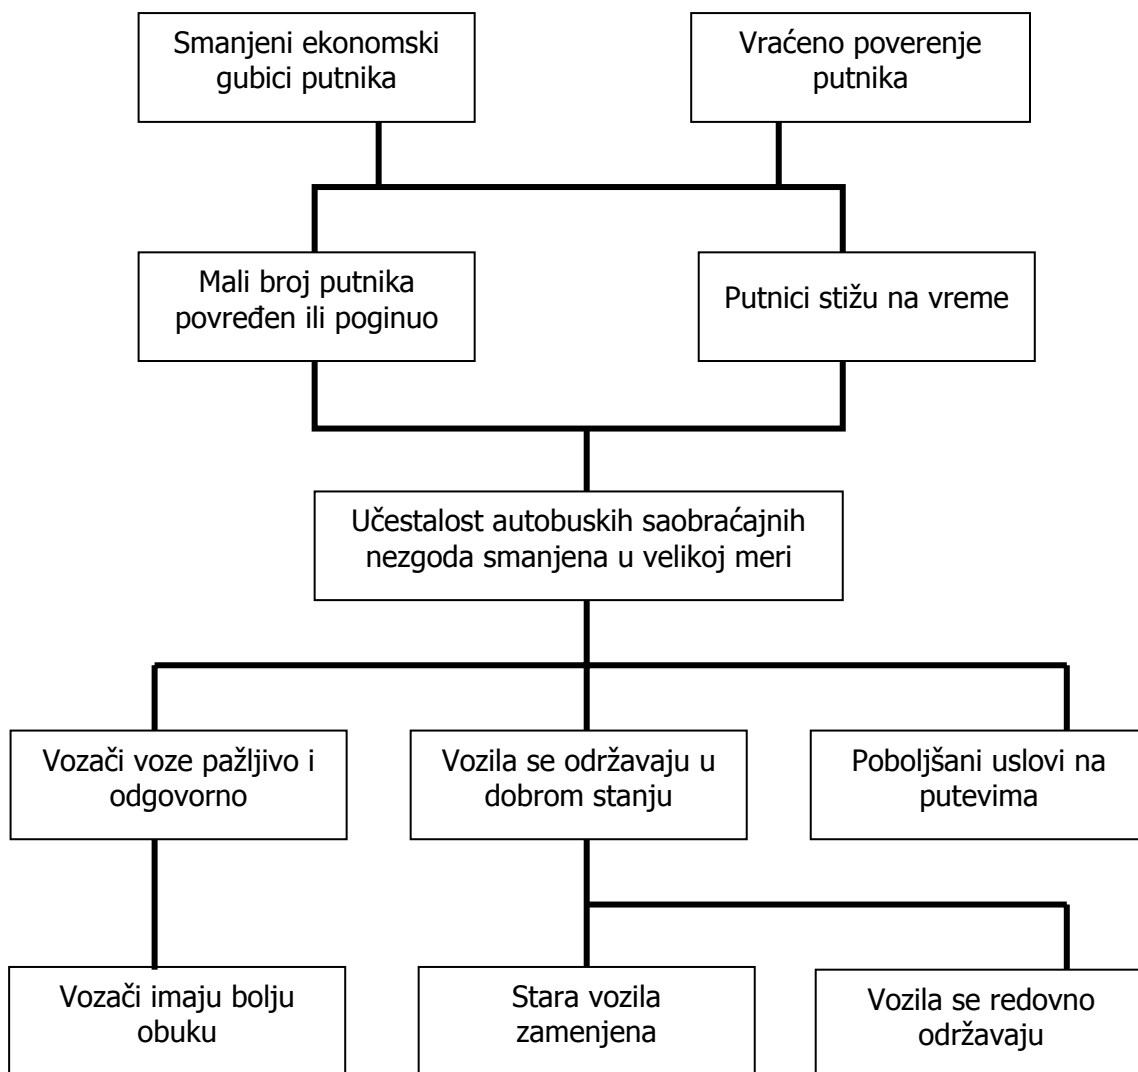 Smanjeni ekonomski
gubici putnika
Vraćeno poverenje
putnika
Mali broj putnika
povređen ili poginuo
Putnici stižu na vreme
Učestalost autobuskih saobraćajnih
nezgoda smanjena u velikoj meri
Vozači voze pažljivo i
odgovorno
Vozila se održavaju u
dobrom stanju
Poboljšani uslovi na
putevima
Vozači imaju bolju
obuku
Stara vozila
zamenjena
Vozila se redovno
održavaju